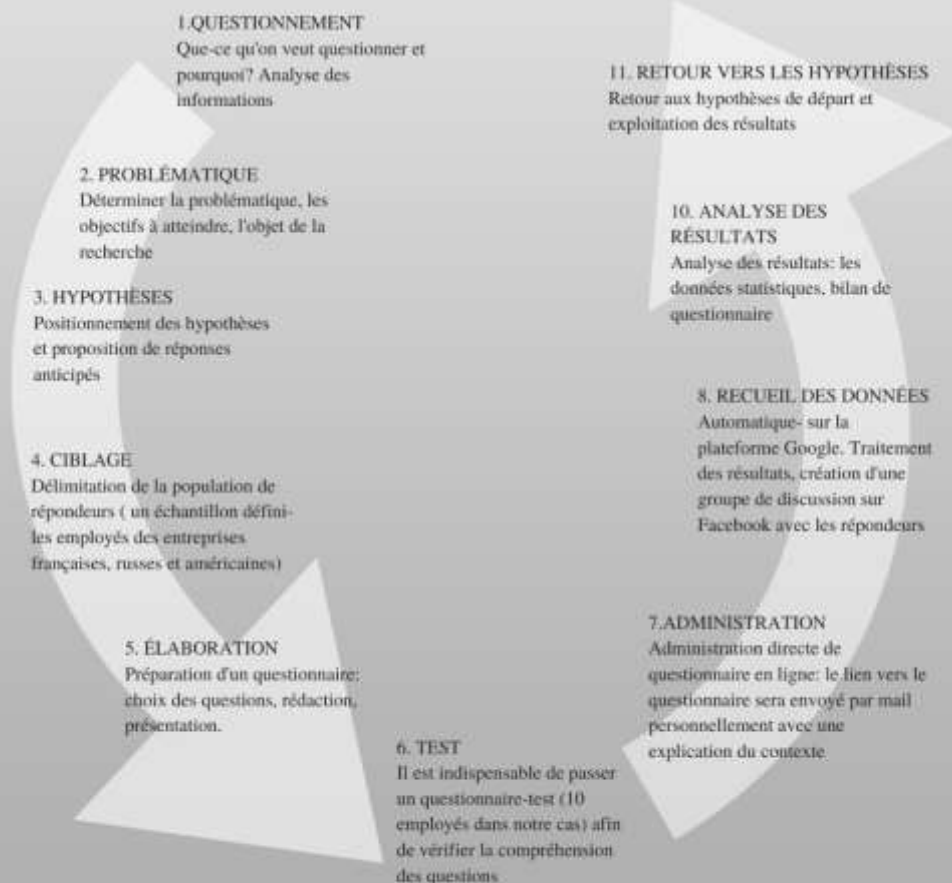 1.QUESTIONNEMENT
Que-ce qu'on veut questionner et
pourquoi? Analyse des
informations
2. PROBLÉMATIQUE
Déterminer la problématique, les
objectifs à atteindre, l'objet de la
recherche
3. HYPOTHÈSES
Positionnement des hypothèses
et proposition de réponses
anticipés
4. CIBLAGE
Délimitation de la population de
répondeurs ( un échantillon défini-
les employés des entreprises
françaises, russes et américaines)
5. ÉLABORATION
Préparation d'un questionnaire:
choix des questions, rédaction,
présentation.
6. TEST
Il est indispensable de passer
un questionnaire-test (10
employés dans notre cas) afin
de vérifier la compréhension
des questions
7.ADMINISTRATION
Administration directe de
questionnaire en ligne: le lien vers le
questionnaire sera envoyé par mail
personnellement avec une
explication du contexte
8. RECUEIL DES DONNÉES
Automatique- sur la
plateforme Google. Traitement
des résultats, création d'une
groupe de discussion sur
Facebook avec les répondeurs
10. ANALYSE DES
RÉSULTATS
Analyse des résultats: les
données statistiques, bilan de
questionnaire
11. RETOUR VERS LES HYPOTHÈSES
Retour aux hypothèses de départ et
exploitation des résultats